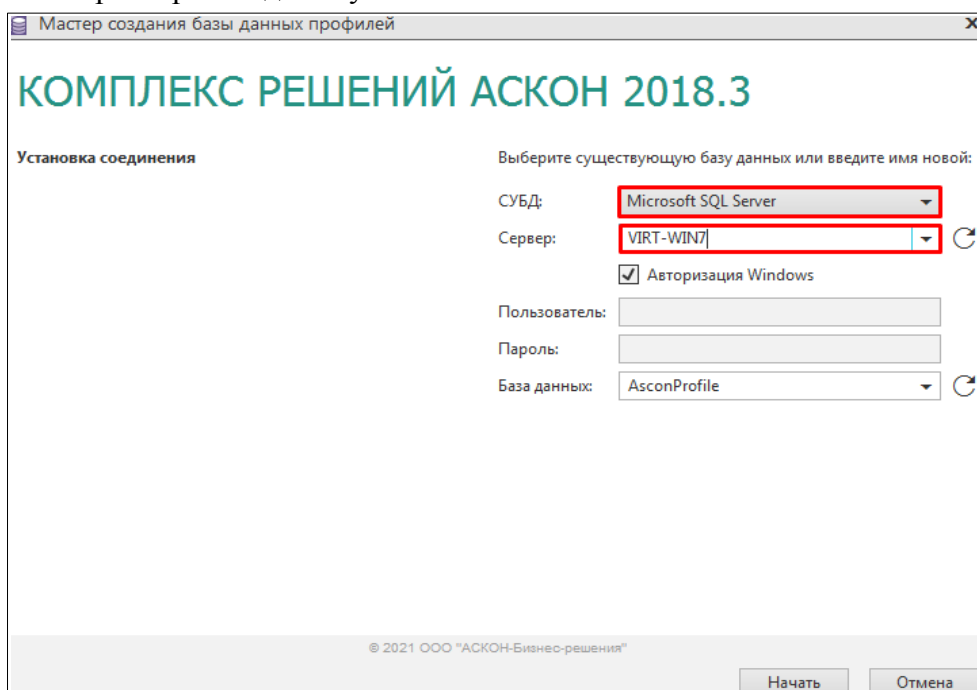 Мастер создания базы данных профилей
КОМПЛЕКС РЕШЕНИЙ АСКОН 2018.3
Установка соединения
Выберите существующую базу данных или введите имя новой:
СУБД: Microsoft SQL Server
Сервер: VIRT-WIN7
Авторизация Windows
Пользователь:
Пароль:
База данных: AsconProfile
© 2021 ООО "АСКОН-Бизнес-решения"
Начать Отмена